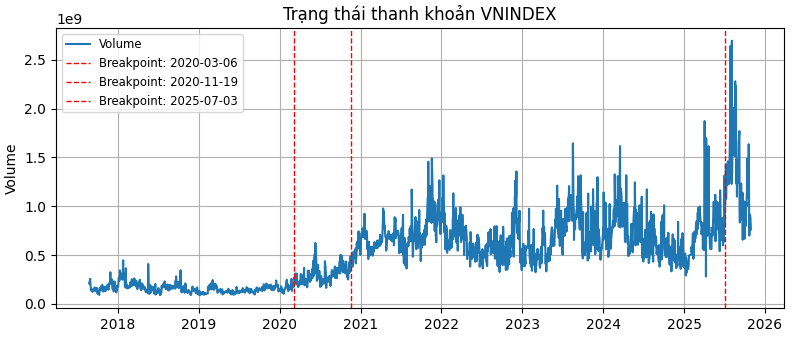 Trạng thái thanh khoản VNINDEX
1e9
Volume
Breakpoint: 2020-03-06
Breakpoint: 2020-11-19
Breakpoint: 2025-07-03
Volume
2.5
2.0
1.5
1.0
0.5
0.0
2018 2019 2020 2021 2022 2023 2024 2025 2026